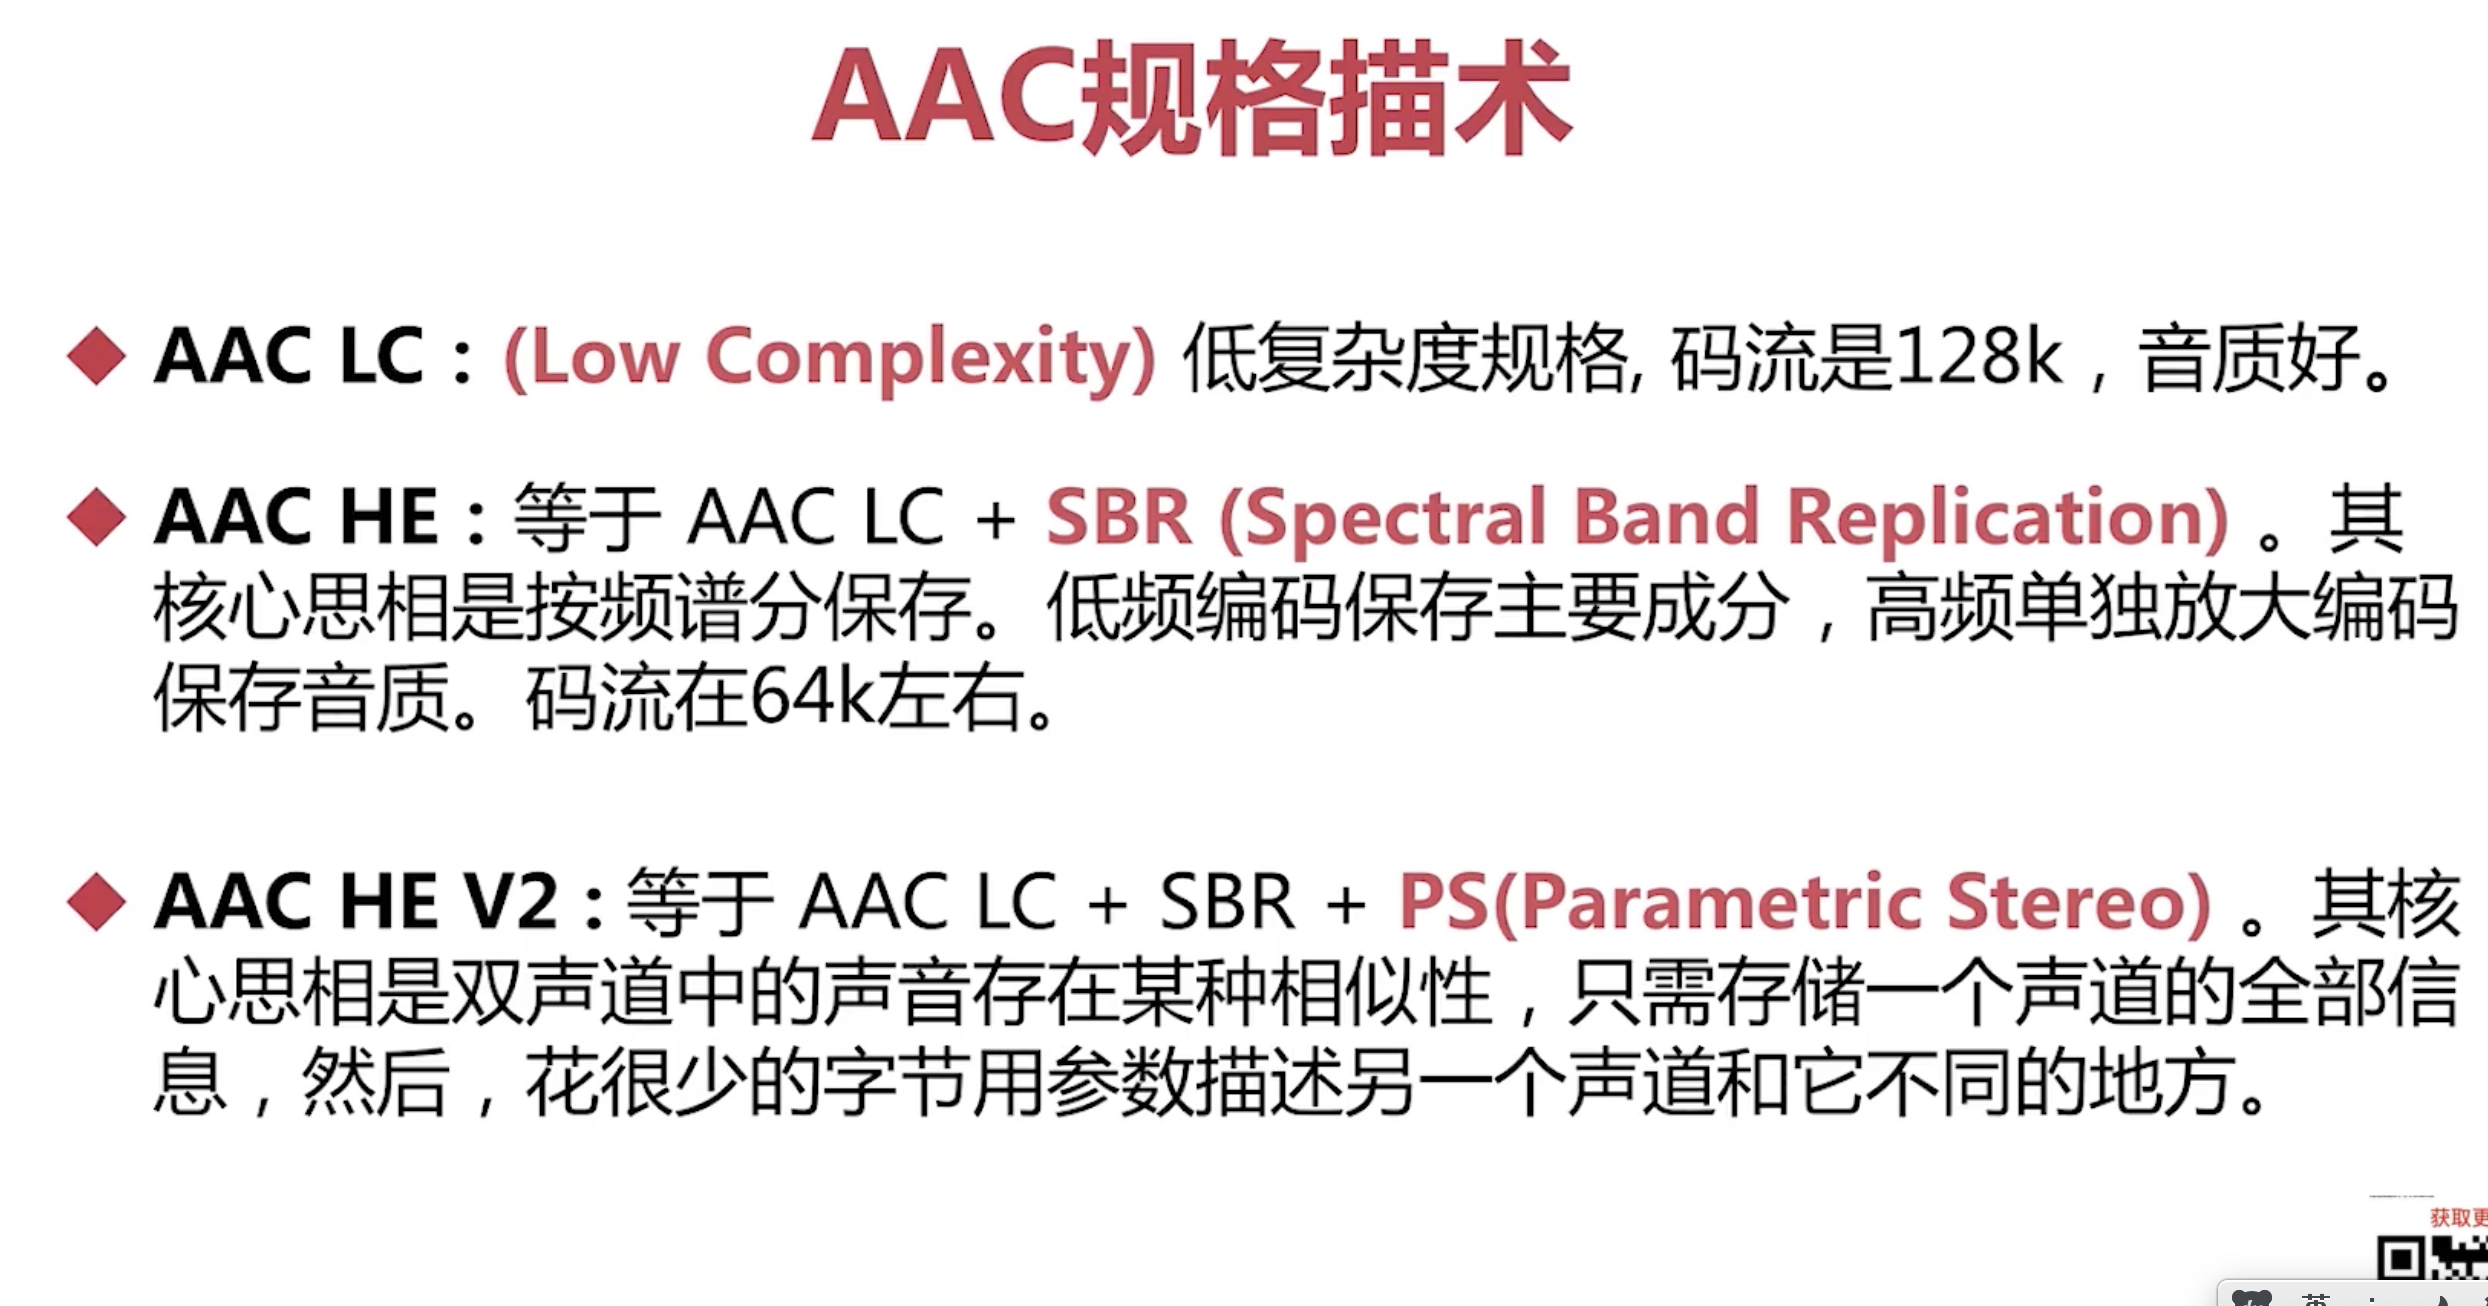 AAC规格描术
AAC LC：(Low Complexity) 低复杂度规格, 码流是128k，音质好。
AAC HE：等于 AAC LC + SBR (Spectral Band Replication) 。其
核心思相是按频谱分保存。低频编码保存主要成分，高频单独放大编码
保存音质。码流在64k左右。
AAC HE V2：等于 AAC LC + SBR + PS(Parametric Stereo) 。其核
心思相是双声道中的声音存在某种相似性，只需存储一个声道的全部信
息，然后，花很少的字节用参数描述另一个声道和它不同的地方。
获取更
英